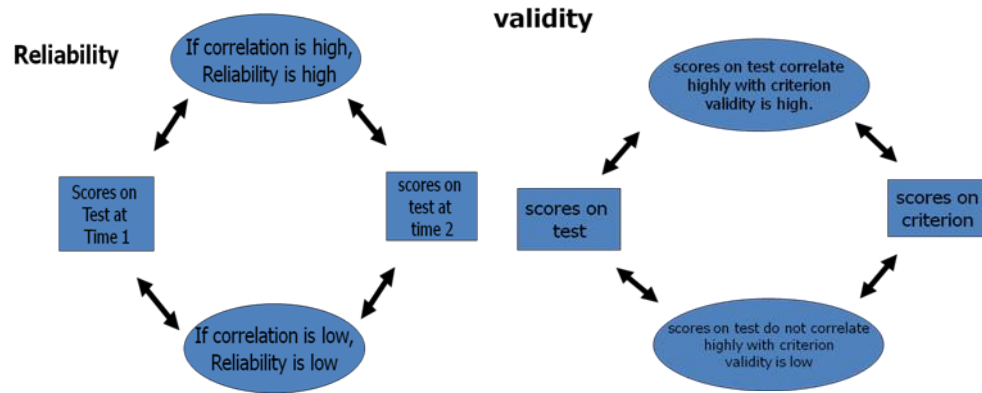 Reliability
If correlation is high,
Reliability is high
Scores on
Test at
Time 1
scores on
test at
time 2
If correlation is low,
Reliability is low
validity
scores on test correlate
highly with criterion
validity is high.
scores on
test
scores on
criterion
scores on test do not correlate
highly with criterion
validity is low